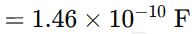 = 1.46 × 10⁻¹⁰ F